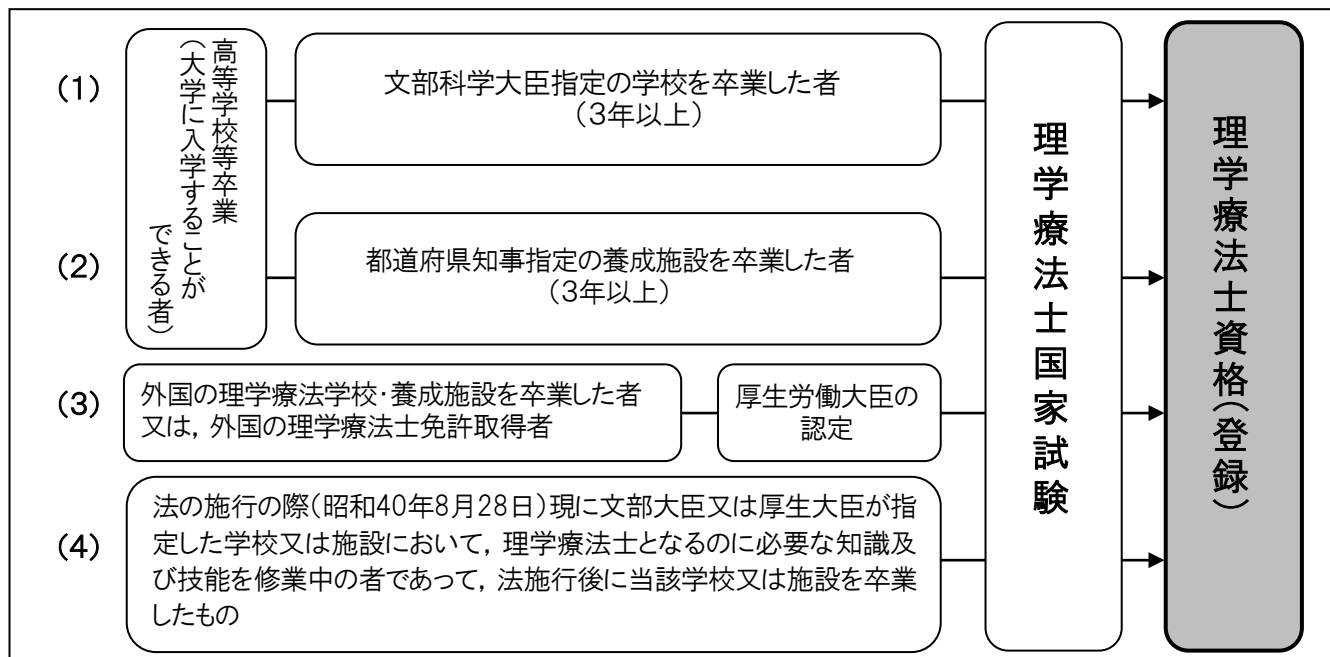 (1)
高等学校等卒業
(大学に入学することが
できる者)
文部科学大臣指定の学校を卒業した者
(3年以上)
(2)
都道府県知事指定の養成施設を卒業した者
(3年以上)
(3)
外国の理学療法学校・養成施設を卒業した者
又は,外国の理学療法士免許取得者
厚生労働大臣の
認定
(4)
法の施行の際(昭和40年8月28日)現に文部大臣又は厚生大臣が指
定した学校又は施設において,理学療法士となるのに必要な知識及
び技能を修業中の者であって,法施行後に当該学校又は施設を卒業
したもの
理学療法士国家試験
理学療法士資格(登録)